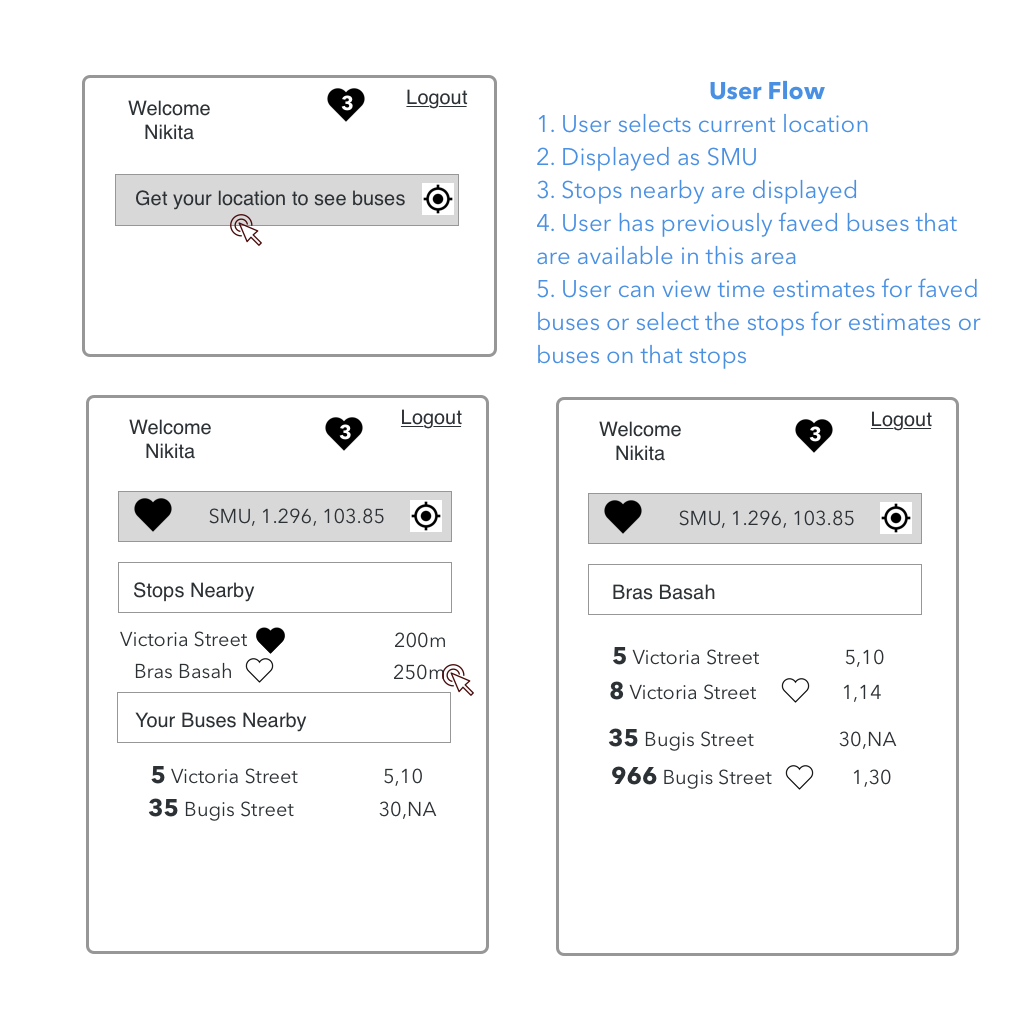 Welcome
Nikita
3
Logout
Get your location to see buses
User Flow
1. User selects current location
2. Displayed as SMU
3. Stops nearby are displayed
4. User has previously faved buses that
are available in this area
5. User can view time estimates for faved
buses or select the stops for estimates or
buses on that stops
Welcome
Nikita
3
Logout
SMU, 1.296, 103.85
Stops Nearby
Victoria Street 200m
Bras Basah 250m
Your Buses Nearby
5 Victoria Street 5,10
35 Bugis Street 30,NA
Welcome
Nikita
3
Logout
SMU, 1.296, 103.85
Bras Basah
5 Victoria Street 5,10
8 Victoria Street 1,14
35 Bugis Street 30,NA
966 Bugis Street 1,30